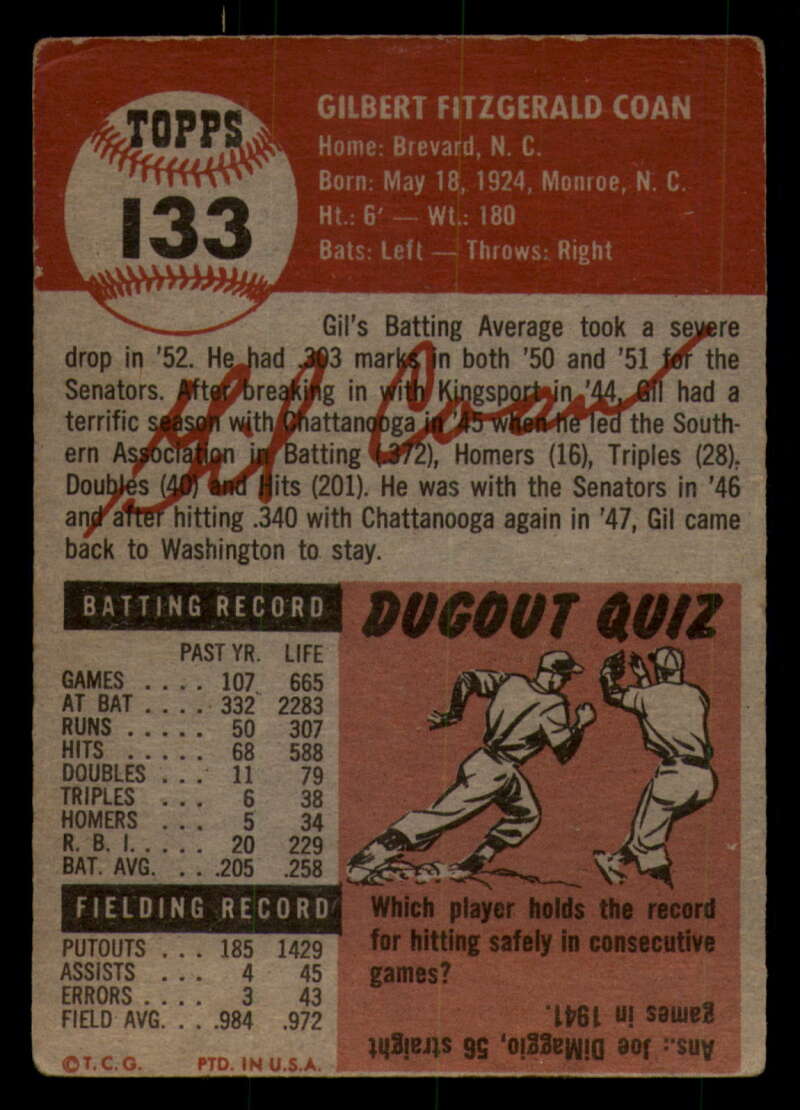 TOPPS
133
GILBERT FITZGERALD COAN
Home: Brevard, N. C.
Born: May 18, 1924, Monroe, N. C.
Ht.: 6' — Wt.: 180
Bats: Left — Throws: Right
Gil's Batting Average took a severe
drop in '52. He had .303 marks in both '50 and '51 for the
Senators. After breaking in with Kingsport in '44, Gil had a
terrific season with Chattanooga in '45 when he led the South-
ern Association in Batting (.372), Homers (16), Triples (28),
Doubles (40) and Hits (201). He was with the Senators in '46
and after hitting .340 with Chattanooga again in '47, Gil came
back to Washington to stay.
Gil Coan
BATTING RECORD
PAST YR. LIFE
GAMES .... 107 665
AT BAT .... 332 2283
RUNS ..... 50 307
HITS ..... 68 588
DOUBLES ... 11 79
TRIPLES ... 6 38
HOMERS ... 5 34
R. B. I. .... 20 229
BAT. AVG. ... .205 .258
FIELDING RECORD
PUTOUTS ... 185 1429
ASSISTS ... 4 45
ERRORS .... 3 43
FIELD AVG. ... .984 .972
© T. C. G. PTD. IN U.S.A.
DUGOUT QUIZ
Which player holds the record
for hitting safely in consecutive
games?
Ans.: Joe DiMaggio, 56 straight
games in 1941.